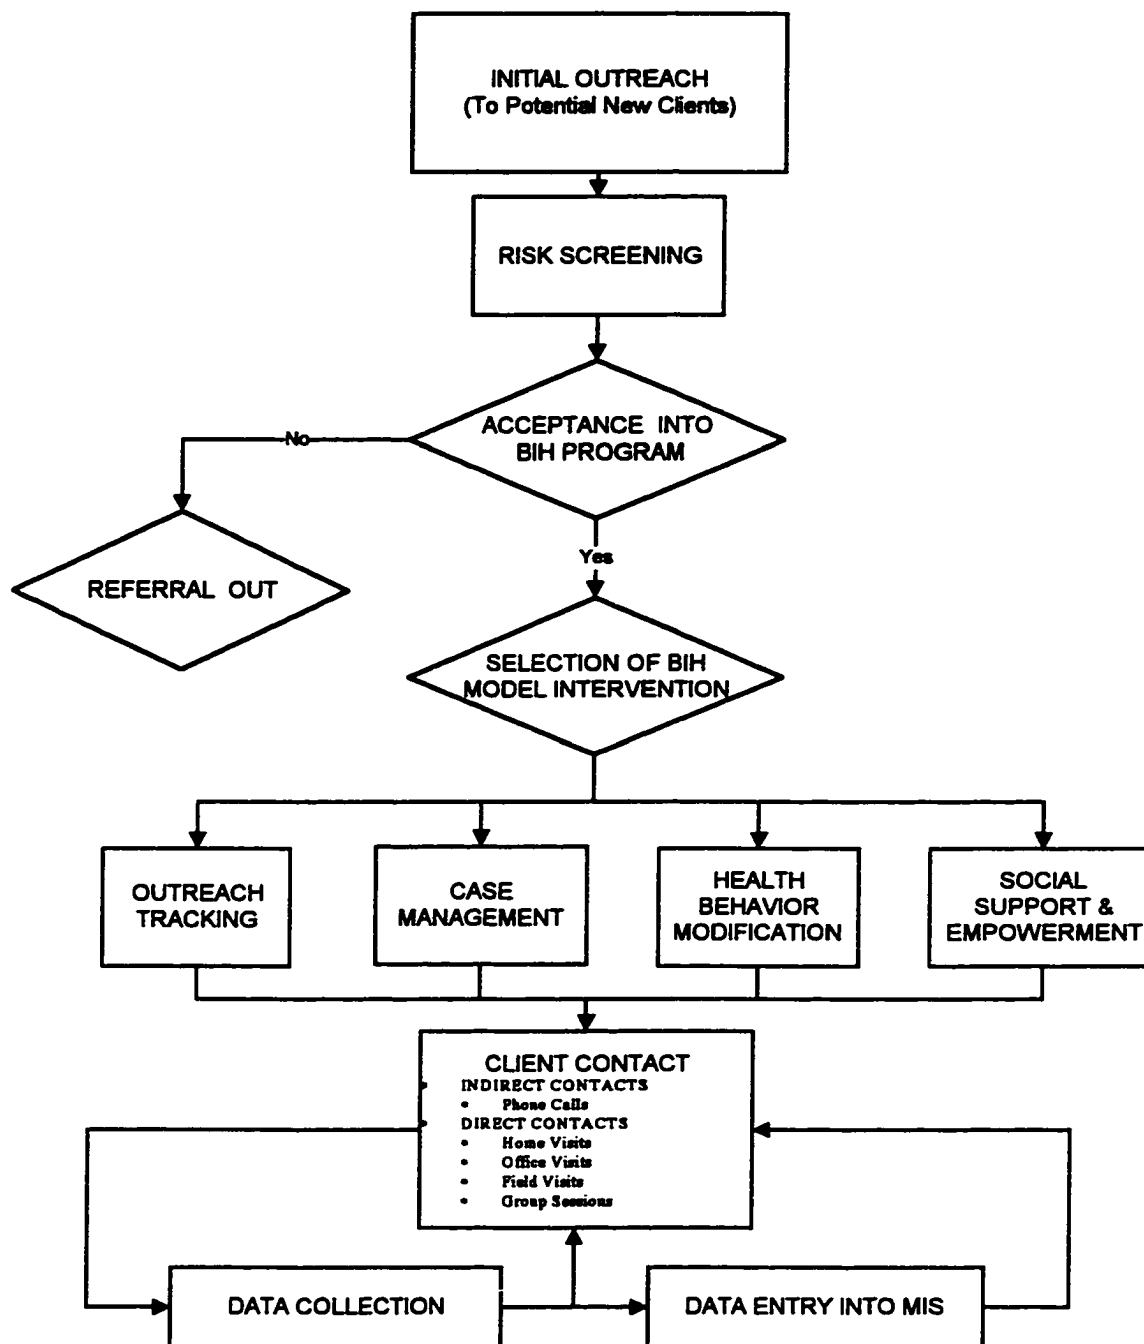 INITIAL OUTREACH
(To Potential New Clients)
RISK SCREENING
ACCEPTANCE INTO
BIH PROGRAM
No
REFERRAL OUT
Yes
SELECTION OF BIH
MODEL INTERVENTION
OUTREACH
TRACKING
CASE
MANAGEMENT
HEALTH
BEHAVIOR
MODIFICATION
SOCIAL
SUPPORT &
EMPOWERMENT
CLIENT CONTACT
INDIRECT CONTACTS
• Phone Calls
DIRECT CONTACTS
• Home Visits
• Office Visits
• Field Visits
• Group Sessions
DATA COLLECTION
DATA ENTRY INTO MIS